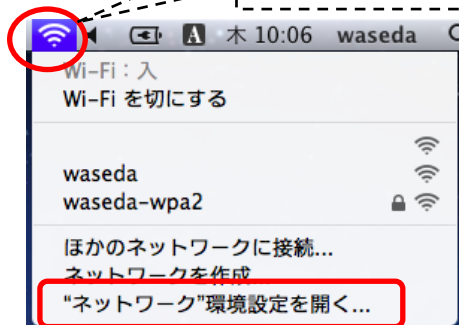 A 木 10:06 waseda
Wi-Fi：入
Wi-Fi を切にする
waseda
waseda-wpa2
ほかのネットワークに接続...
ネットワークを作成...
“ネットワーク”環境設定を開く...